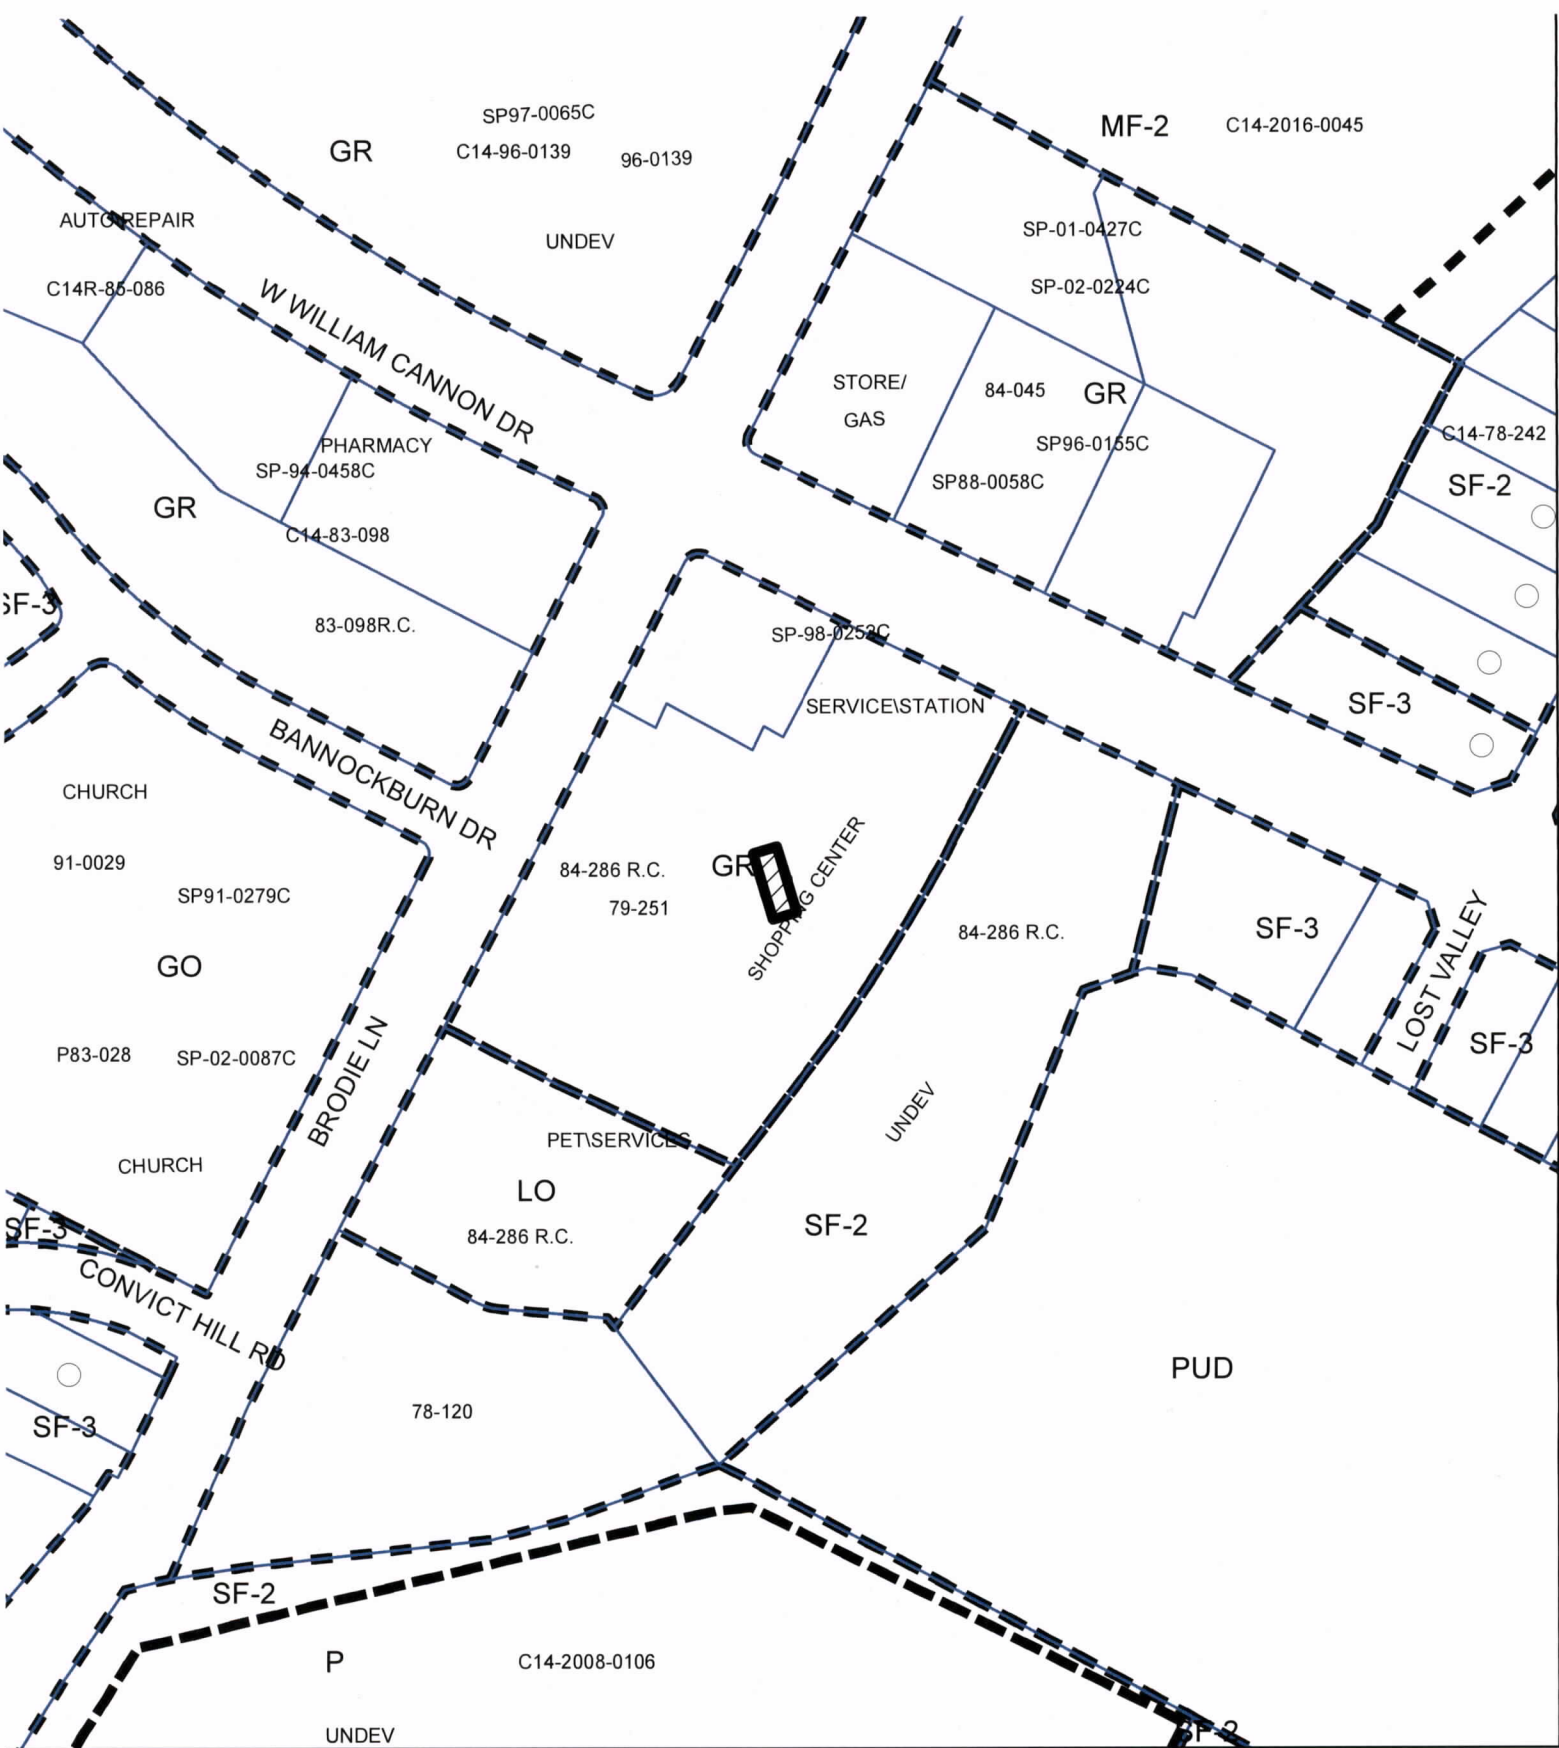 SP97-0065C
MF-2 C14-2016-0045
GR C14-96-0139 96-0139
AUTO REPAIR
SP-01-0427C
UNDEV
C14R-85-086
SP-02-0224C
W WILLIAM CANNON DR
STORE/
GAS
84-045 GR
C14-78-242
PHARMACY
SP96-0155C
SP-94-0458C
SP88-0058C
SF-2
GR
C14-83-098
SF-3
83-098R.C.
SP-98-0252C
SERVICE\STATION
SF-3
BANNOCKBURN DR
CHURCH
91-0029
84-286 R.C. GR
SHOPPING CENTER
SP91-0279C
79-251
84-286 R.C.
SF-3
LOST VALLEY
GO
P83-028 SP-02-0087C
SF-3
BRODIE LN
UNDEV
PET\SERVICES
CHURCH
LO
SF-3
84-286 R.C.
SF-2
CONVICT HILL RD
PUD
78-120
SF-3
SF-2
P C14-2008-0106
UNDEV
SF-2